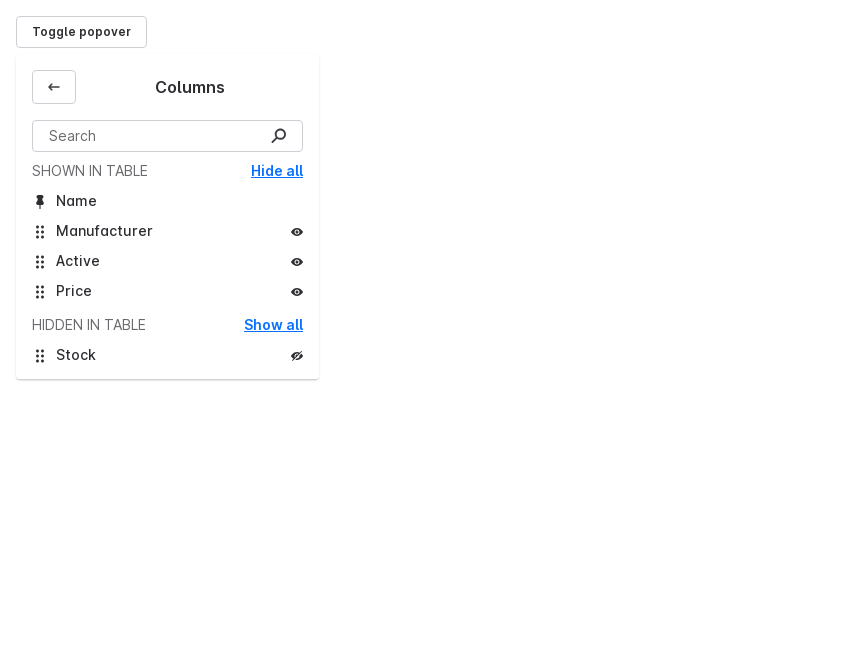 Toggle popover
Columns
Search
SHOWN IN TABLE Hide all
Name
Manufacturer
Active
Price
HIDDEN IN TABLE Show all
Stock